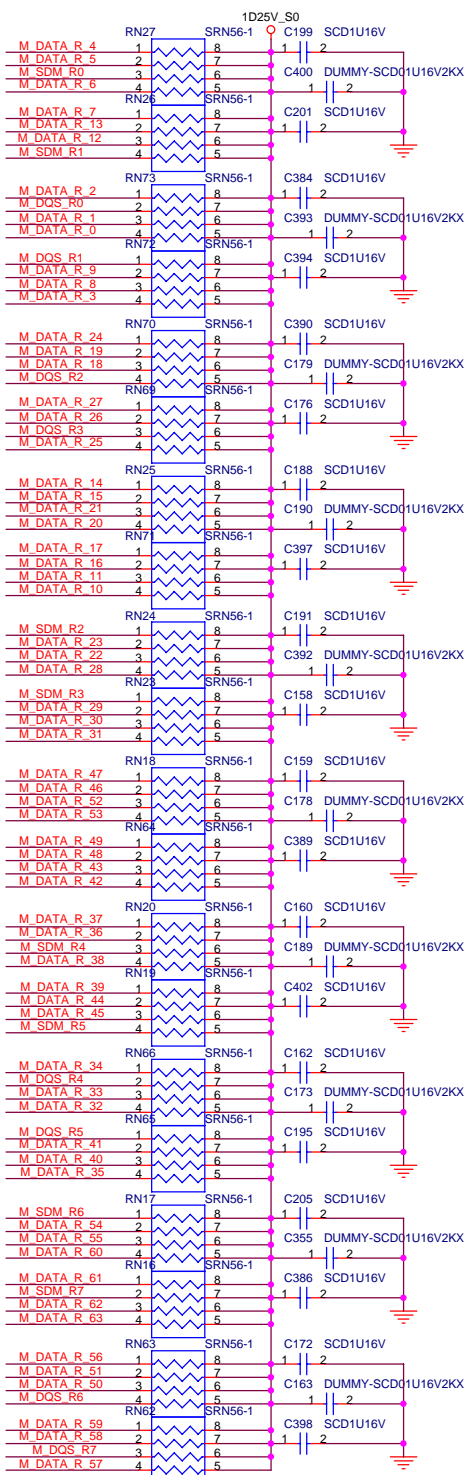 1D25V_S0
RN27 SRN56-1 C199 SCD1U16V
M_DATA_R_4 1 8 1 2
M_DATA_R_5 2 7
M_SDM_R0 3 6 C400 DUMMY-SCD01U16V2KX
M_DATA_R_6 4 5 1 2
RN26 SRN56-1 C201 SCD1U16V
M_DATA_R_7 1 8
M_DATA_R_13 2 7 1 2
M_DATA_R_12 3 6
M_SDM_R1 4 5
RN73 SRN56-1 C384 SCD1U16V
M_DATA_R_2 1 8 1 2
M_DQS_R0 2 7
M_DATA_R_1 3 6 C393 DUMMY-SCD01U16V2KX
M_DATA_R_0 4 5 1 2
RN72 SRN56-1 C394 SCD1U16V
M_DQS_R1 1 8
M_DATA_R_9 2 7 1 2
M_DATA_R_8 3 6
M_DATA_R_3 4 5
RN70 SRN56-1 C390 SCD1U16V
M_DATA_R_24 1 8 1 2
M_DATA_R_19 2 7
M_DATA_R_18 3 6 C179 DUMMY-SCD01U16V2KX
M_DQS_R2 4 5 1 2
RN69 SRN56-1 C176 SCD1U16V
M_DATA_R_27 1 8
M_DATA_R_26 2 7 1 2
M_DQS_R3 3 6
M_DATA_R_25 4 5
RN25 SRN56-1 C188 SCD1U16V
M_DATA_R_14 1 8 1 2
M_DATA_R_15 2 7
M_DATA_R_21 3 6 C190 DUMMY-SCD01U16V2KX
M_DATA_R_20 4 5 1 2
RN71 SRN56-1 C397 SCD1U16V
M_DATA_R_17 1 8
M_DATA_R_16 2 7 1 2
M_DATA_R_11 3 6
M_DATA_R_10 4 5
RN24 SRN56-1 C191 SCD1U16V
M_SDM_R2 1 8 1 2
M_DATA_R_23 2 7
M_DATA_R_22 3 6 C392 DUMMY-SCD01U16V2KX
M_DATA_R_28 4 5 1 2
RN23 SRN56-1 C158 SCD1U16V
M_SDM_R3 1 8
M_DATA_R_29 2 7 1 2
M_DATA_R_30 3 6
M_DATA_R_31 4 5
RN18 SRN56-1 C159 SCD1U16V
M_DATA_R_47 1 8 1 2
M_DATA_R_46 2 7
M_DATA_R_52 3 6 C178 DUMMY-SCD01U16V2KX
M_DATA_R_53 4 5 1 2
RN64 SRN56-1 C389 SCD1U16V
M_DATA_R_49 1 8
M_DATA_R_48 2 7 1 2
M_DATA_R_43 3 6
M_DATA_R_42 4 5
RN20 SRN56-1 C160 SCD1U16V
M_DATA_R_37 1 8 1 2
M_DATA_R_36 2 7
M_SDM_R4 3 6 C189 DUMMY-SCD01U16V2KX
M_DATA_R_38 4 5 1 2
RN19 SRN56-1 C402 SCD1U16V
M_DATA_R_39 1 8
M_DATA_R_44 2 7 1 2
M_DATA_R_45 3 6
M_SDM_R5 4 5
RN66 SRN56-1 C162 SCD1U16V
M_DATA_R_34 1 8 1 2
M_DQS_R4 2 7
M_DATA_R_33 3 6 C173 DUMMY-SCD01U16V2KX
M_DATA_R_32 4 5 1 2
RN65 SRN56-1 C195 SCD1U16V
M_DQS_R5 1 8
M_DATA_R_41 2 7 1 2
M_DATA_R_40 3 6
M_DATA_R_35 4 5
RN17 SRN56-1 C205 SCD1U16V
M_SDM_R6 1 8 1 2
M_DATA_R_54 2 7
M_DATA_R_55 3 6 C355 DUMMY-SCD01U16V2KX
M_DATA_R_60 4 5 1 2
RN16 SRN56-1 C386 SCD1U16V
M_DATA_R_61 1 8
M_SDM_R7 2 7 1 2
M_DATA_R_62 3 6
M_DATA_R_63 4 5
RN63 SRN56-1 C172 SCD1U16V
M_DATA_R_56 1 8 1 2
M_DATA_R_51 2 7
M_DATA_R_50 3 6 C163 DUMMY-SCD01U16V2KX
M_DQS_R6 4 5 1 2
RN62 SRN56-1 C398 SCD1U16V
M_DATA_R_59 1 8
M_DATA_R_58 2 7 1 2
M_DQS_R7 3 6
M_DATA_R_57 4 5